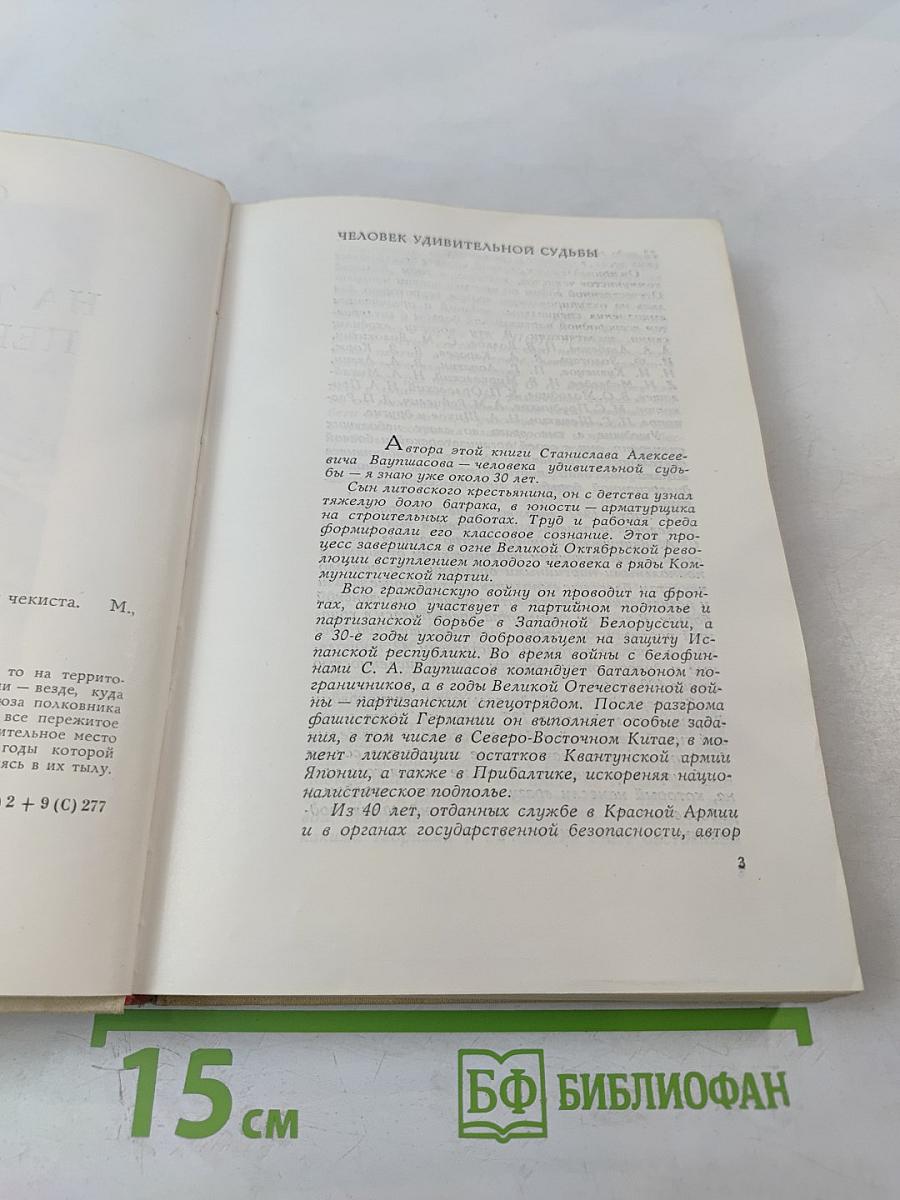 чекиста. М.,
то на террито-
ни — везде, куда
юза полковника
все пережитое
ительное место
годы которой
ясь в их тылу.
2 + 9 (С) 277
ЧЕЛОВЕК УДИВИТЕЛЬНОЙ СУДЬБЫ
Автора этой книги Станислава Алексее-
вича Ваупшасова — человека удивительной судь-
бы — я знаю уже около 30 лет.
Сын литовского крестьянина, он с детства узнал
тяжелую долю батрака, в юности — арматурщика
на строительных работах. Труд и рабочая среда
формировали его классовое сознание. Этот про-
цесс завершился в огне Великой Октябрьской рево-
люции вступлением молодого человека в ряды Ком-
мунистической партии.
Всю гражданскую войну он проводит на фрон-
тах, активно участвует в партийном подполье и
партизанской борьбе в Западной Белоруссии, а
в 30-е годы уходит добровольцем на защиту Ис-
панской республики. Во время войны с белофин-
нами С. А. Ваупшасов командует батальоном по-
граничников, а в годы Великой Отечественной вой-
ны — партизанским спецотрядом. После разгрома
фашистской Германии он выполняет особые зада-
ния, в том числе в Северо-Восточном Китае, в мо-
мент ликвидации остатков Квантунской армии
Японии, а также в Прибалтике, искореняя нацио-
налистическое подполье.
Из 40 лет, отданных службе в Красной Армии
и в органах государственной безопасности, автор
3
15 см
БФ БИБЛИОФАН